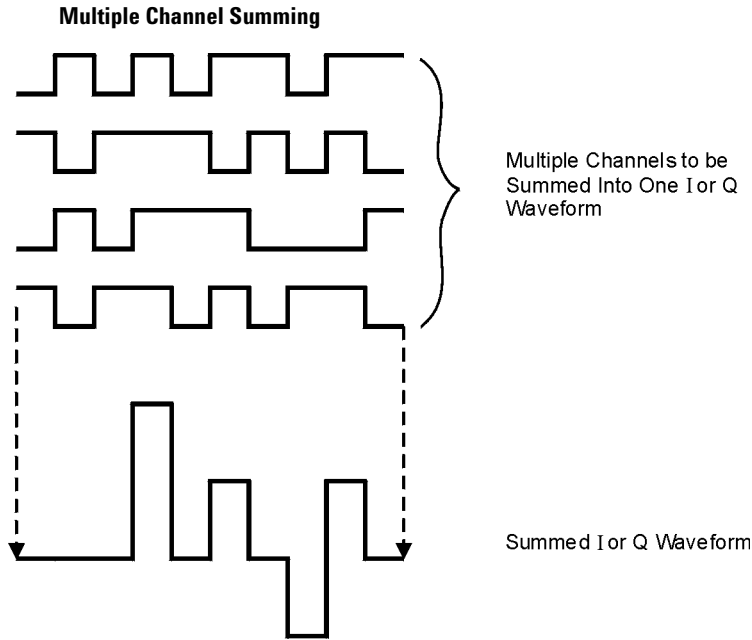 Multiple Channel Summing
Multiple Channels to be
Summed Into One I or Q
Waveform
Summed I or Q Waveform